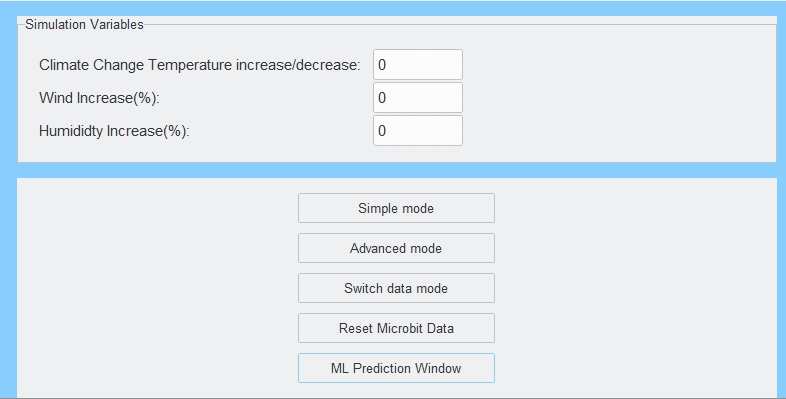 Simulation Variables
Climate Change Temperature increase/decrease: 0
Wind Increase(%): 0
Humididty Increase(%): 0
Simple mode
Advanced mode
Switch data mode
Reset Microbit Data
ML Prediction Window